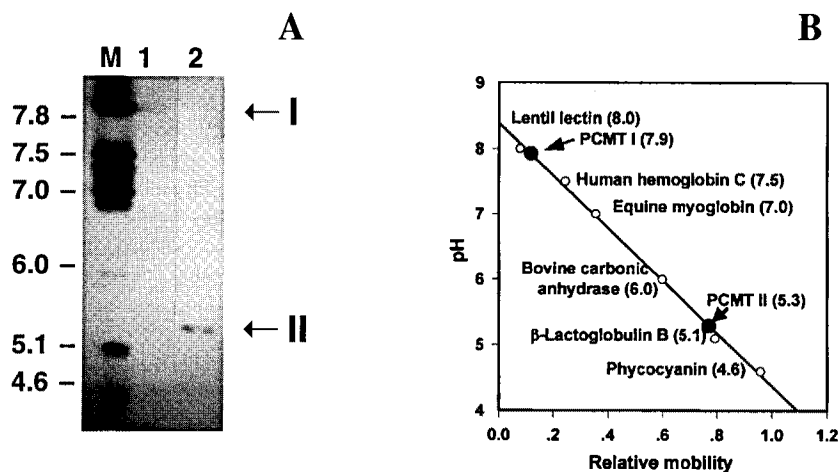 A
M 1 2
7.8 – ← I
7.5 –
7.0 –
6.0 –
← II
5.1 –
4.6 –
B
9
8
7
6
5
4
pH
Lentil lectin (8.0)
PCMT I (7.9)
Human hemoglobin C (7.5)
Equine myoglobin (7.0)
Bovine carbonic
anhydrase (6.0)
PCMT II (5.3)
β-Lactoglobulin B (5.1)
Phycocyanin (4.6)
0.0 .2 .4 .6 .8 1.0 1.2
Relative mobility